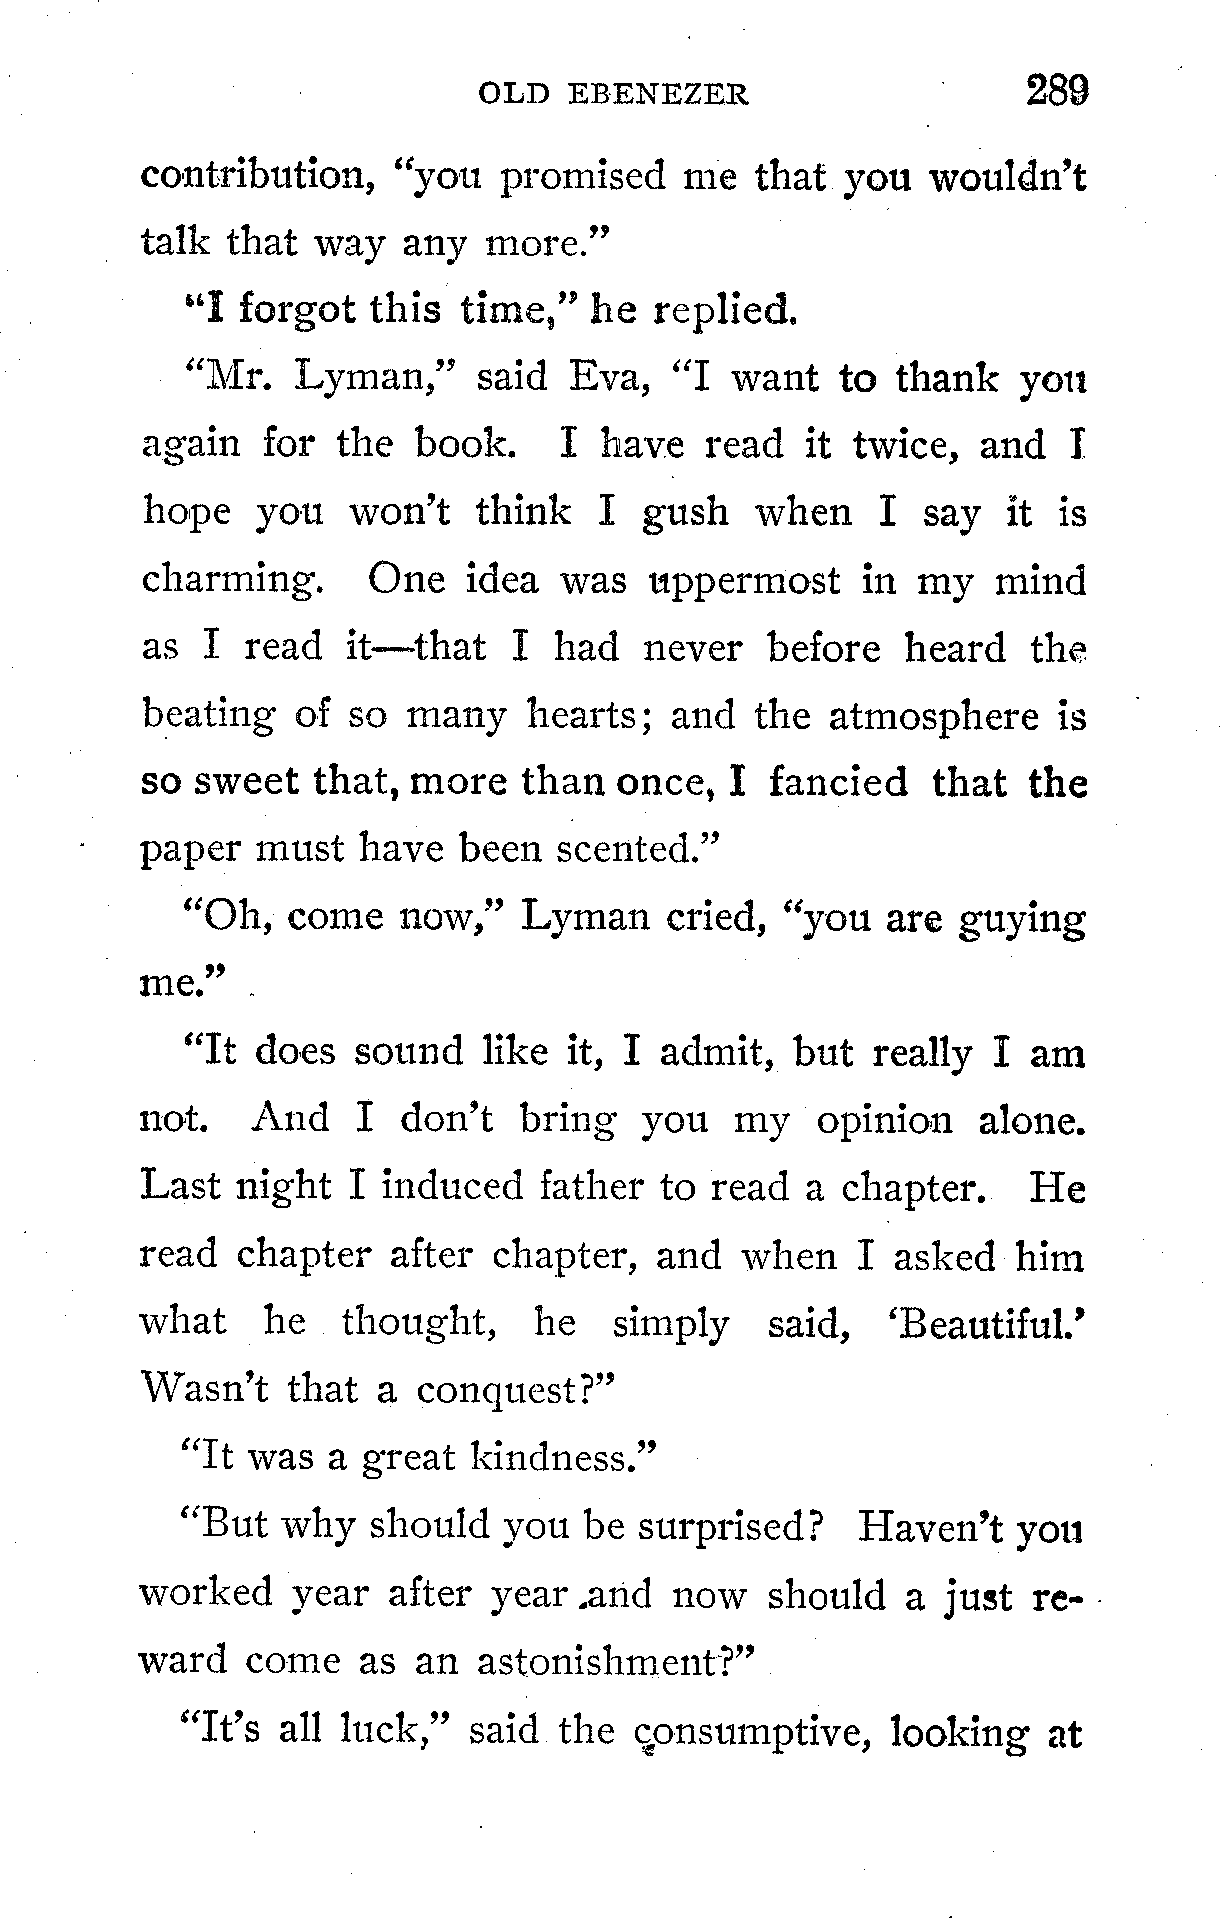 OLD EBENEZER 289
contribution, “you promised me that you wouldn’t
talk that way any more.”
“I forgot this time,” he replied.
“Mr. Lyman,” said Eva, “I want to thank you
again for the book. I have read it twice, and I
hope you won’t think I gush when I say it is
charming. One idea was uppermost in my mind
as I read it—that I had never before heard the
beating of so many hearts; and the atmosphere is
so sweet that, more than once, I fancied that the
paper must have been scented.”
“Oh, come now,” Lyman cried, “you are guying
me.”
“It does sound like it, I admit, but really I am
not. And I don’t bring you my opinion alone.
Last night I induced father to read a chapter. He
read chapter after chapter, and when I asked him
what he thought, he simply said, ‘Beautiful.’
Wasn’t that a conquest?”
“It was a great kindness.”
“But why should you be surprised? Haven’t you
worked year after year and now should a just re-
ward come as an astonishment?”
“It’s all luck,” said the consumptive, looking at